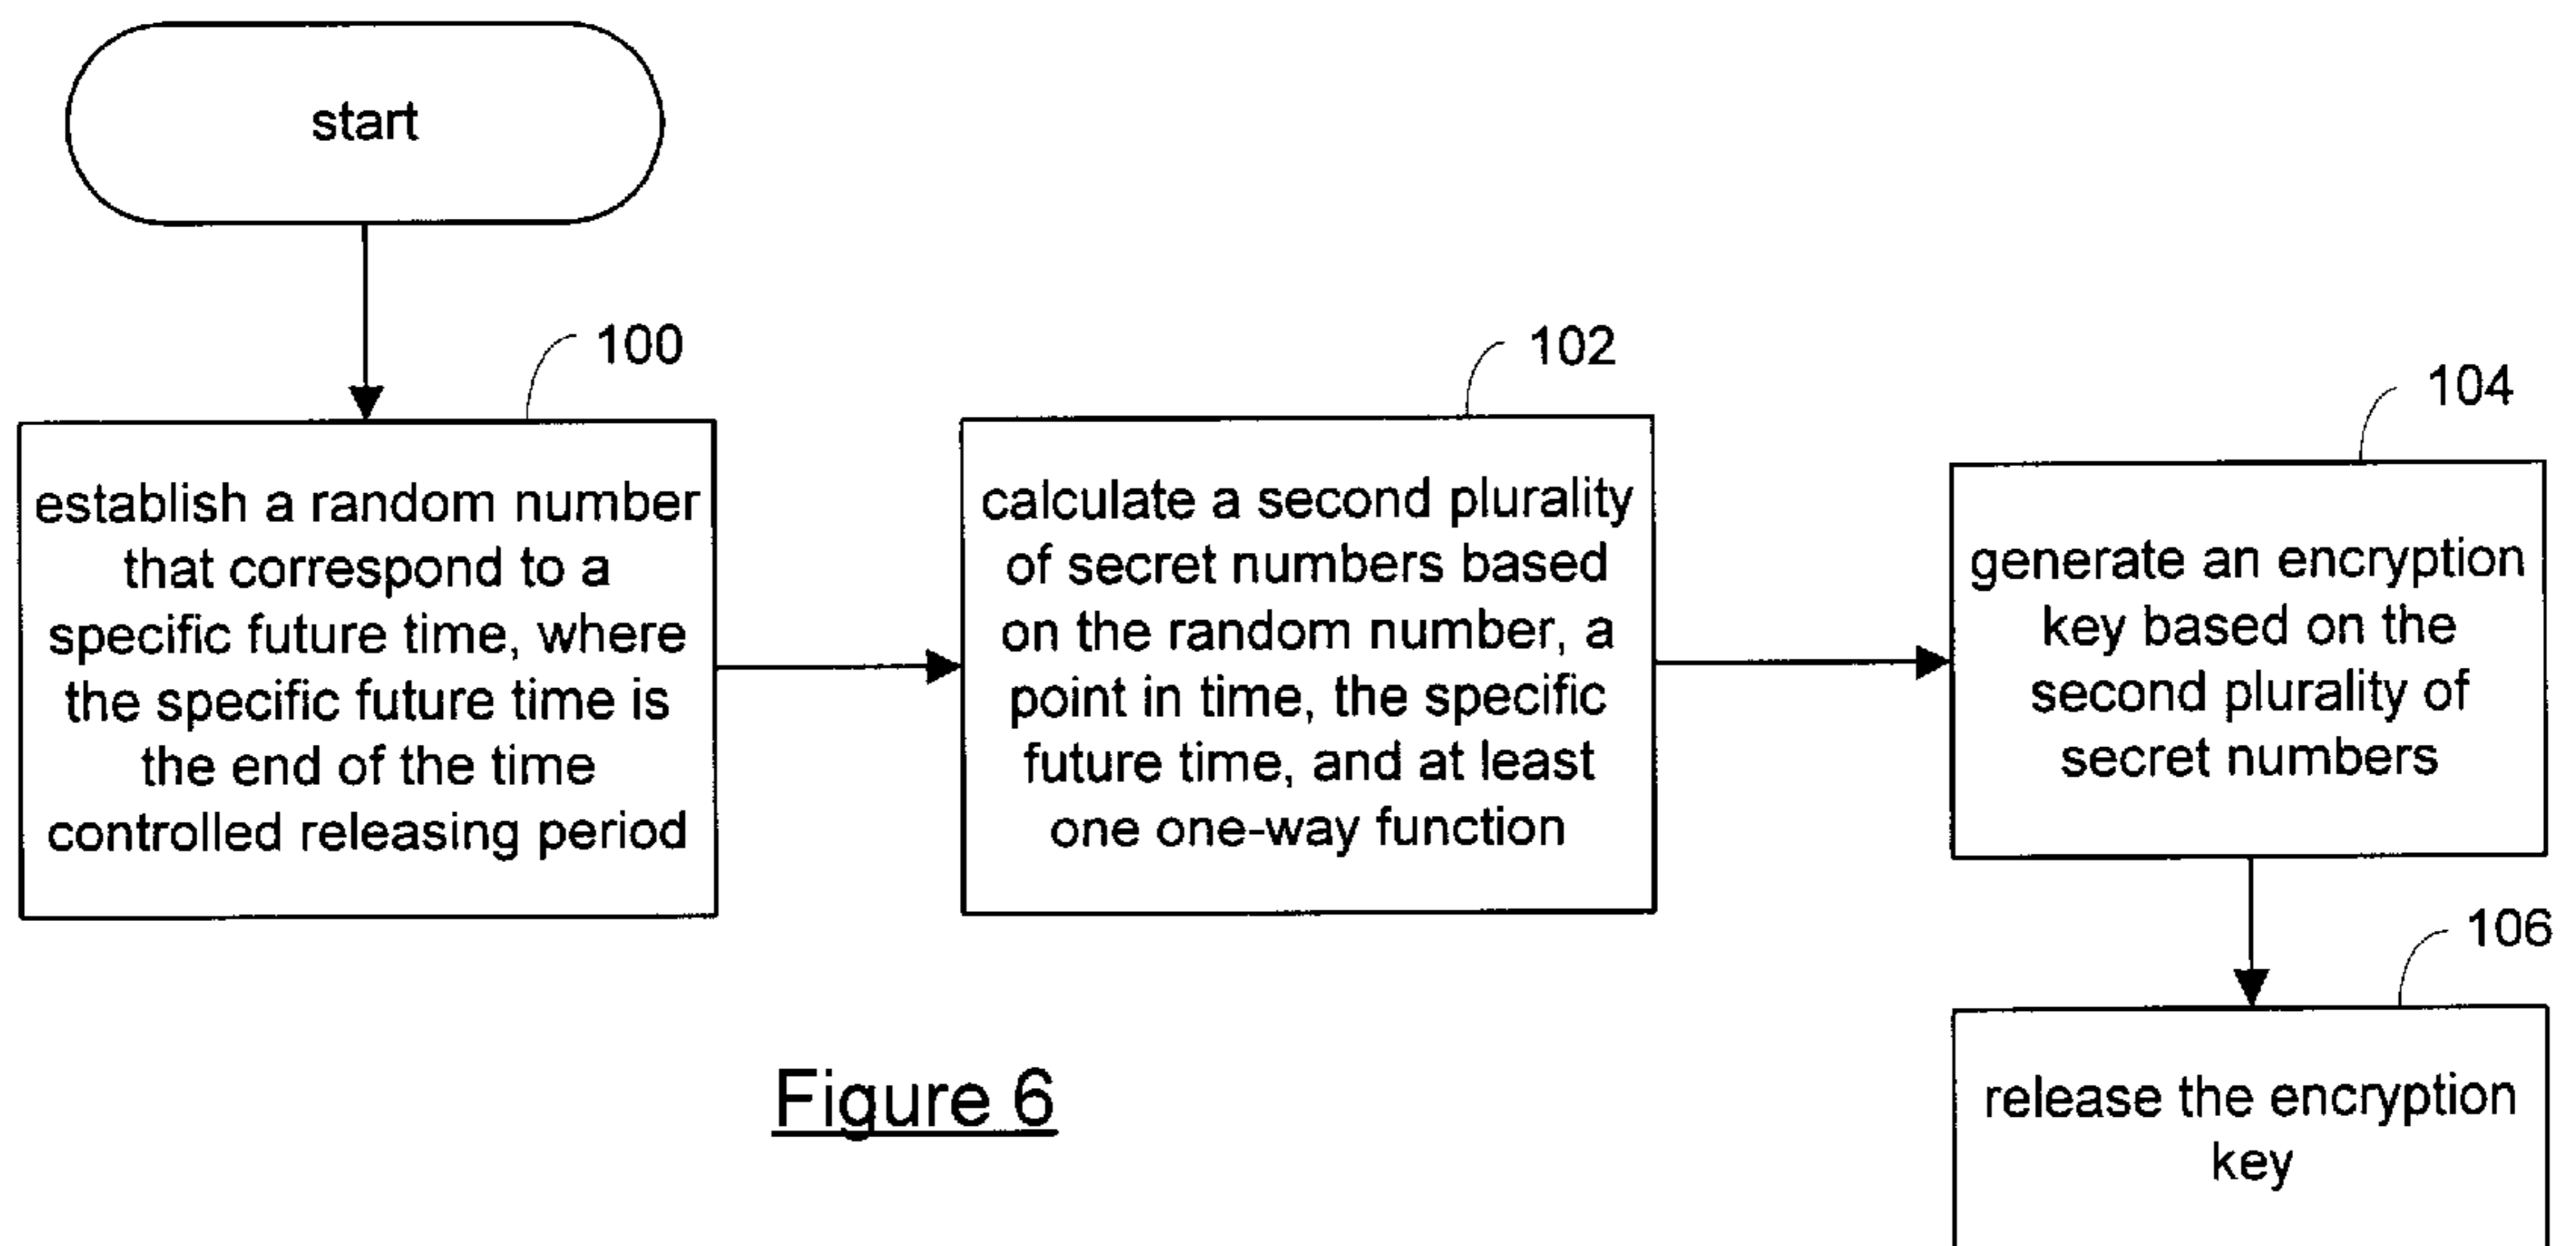 start
100
establish a random number
that correspond to a
specific future time, where
the specific future time is
the end of the time
controlled releasing period
102
calculate a second plurality
of secret numbers based
on the random number, a
point in time, the specific
future time, and at least
one one-way function
104
generate an encryption
key based on the
second plurality of
secret numbers
106
release the encryption
key
Figure 6